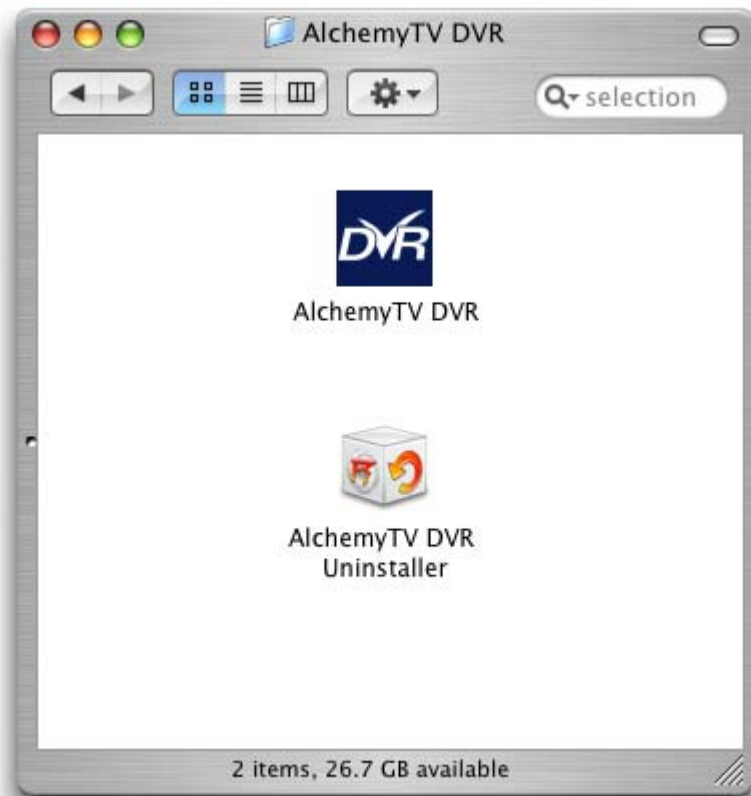 AlchemyTV DVR
selection
DVR
AlchemyTV DVR
AlchemyTV DVR
Uninstaller
2 items, 26.7 GB available